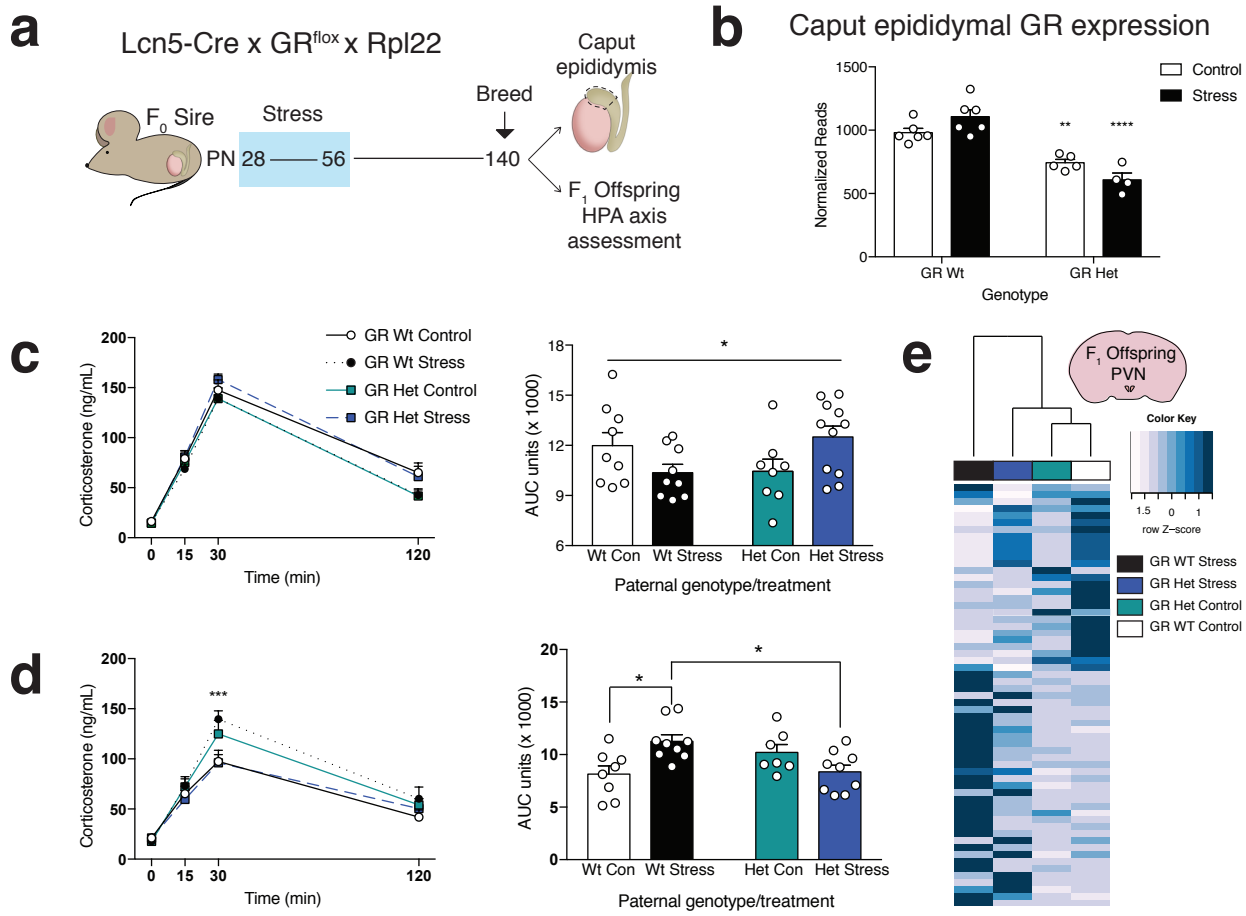 a
Lcn5-Cre x GR^flox x Rpl22
F0 Sire
PN
Stress
28
56
Breed
140
Caput
epididymis
F1 Offspring
HPA axis
assessment
b
Caput epididymal GR expression
Control
Stress
Normalized Reads
1500
1000
500
0
**
****
GR Wt
GR Het
Genotype
c
Corticosterone (ng/mL)
200
150
100
50
0
GR Wt Control
GR Wt Stress
GR Het Control
GR Het Stress
0 15 30 120
Time (min)
AUC units (x 1000)
18
15
12
9
6
*
Wt Con
Wt Stress
Het Con
Het Stress
Paternal genotype/treatment
d
Corticosterone (ng/mL)
200
150
100
50
0
***
0 15 30 120
Time (min)
AUC units (x 1000)
20
15
10
5
0
*
*
Wt Con
Wt Stress
Het Con
Het Stress
Paternal genotype/treatment
e
F1 Offspring
PVN
Color Key
1.5 0 1
row Z−score
GR WT Stress
GR Het Stress
GR Het Control
GR WT Control